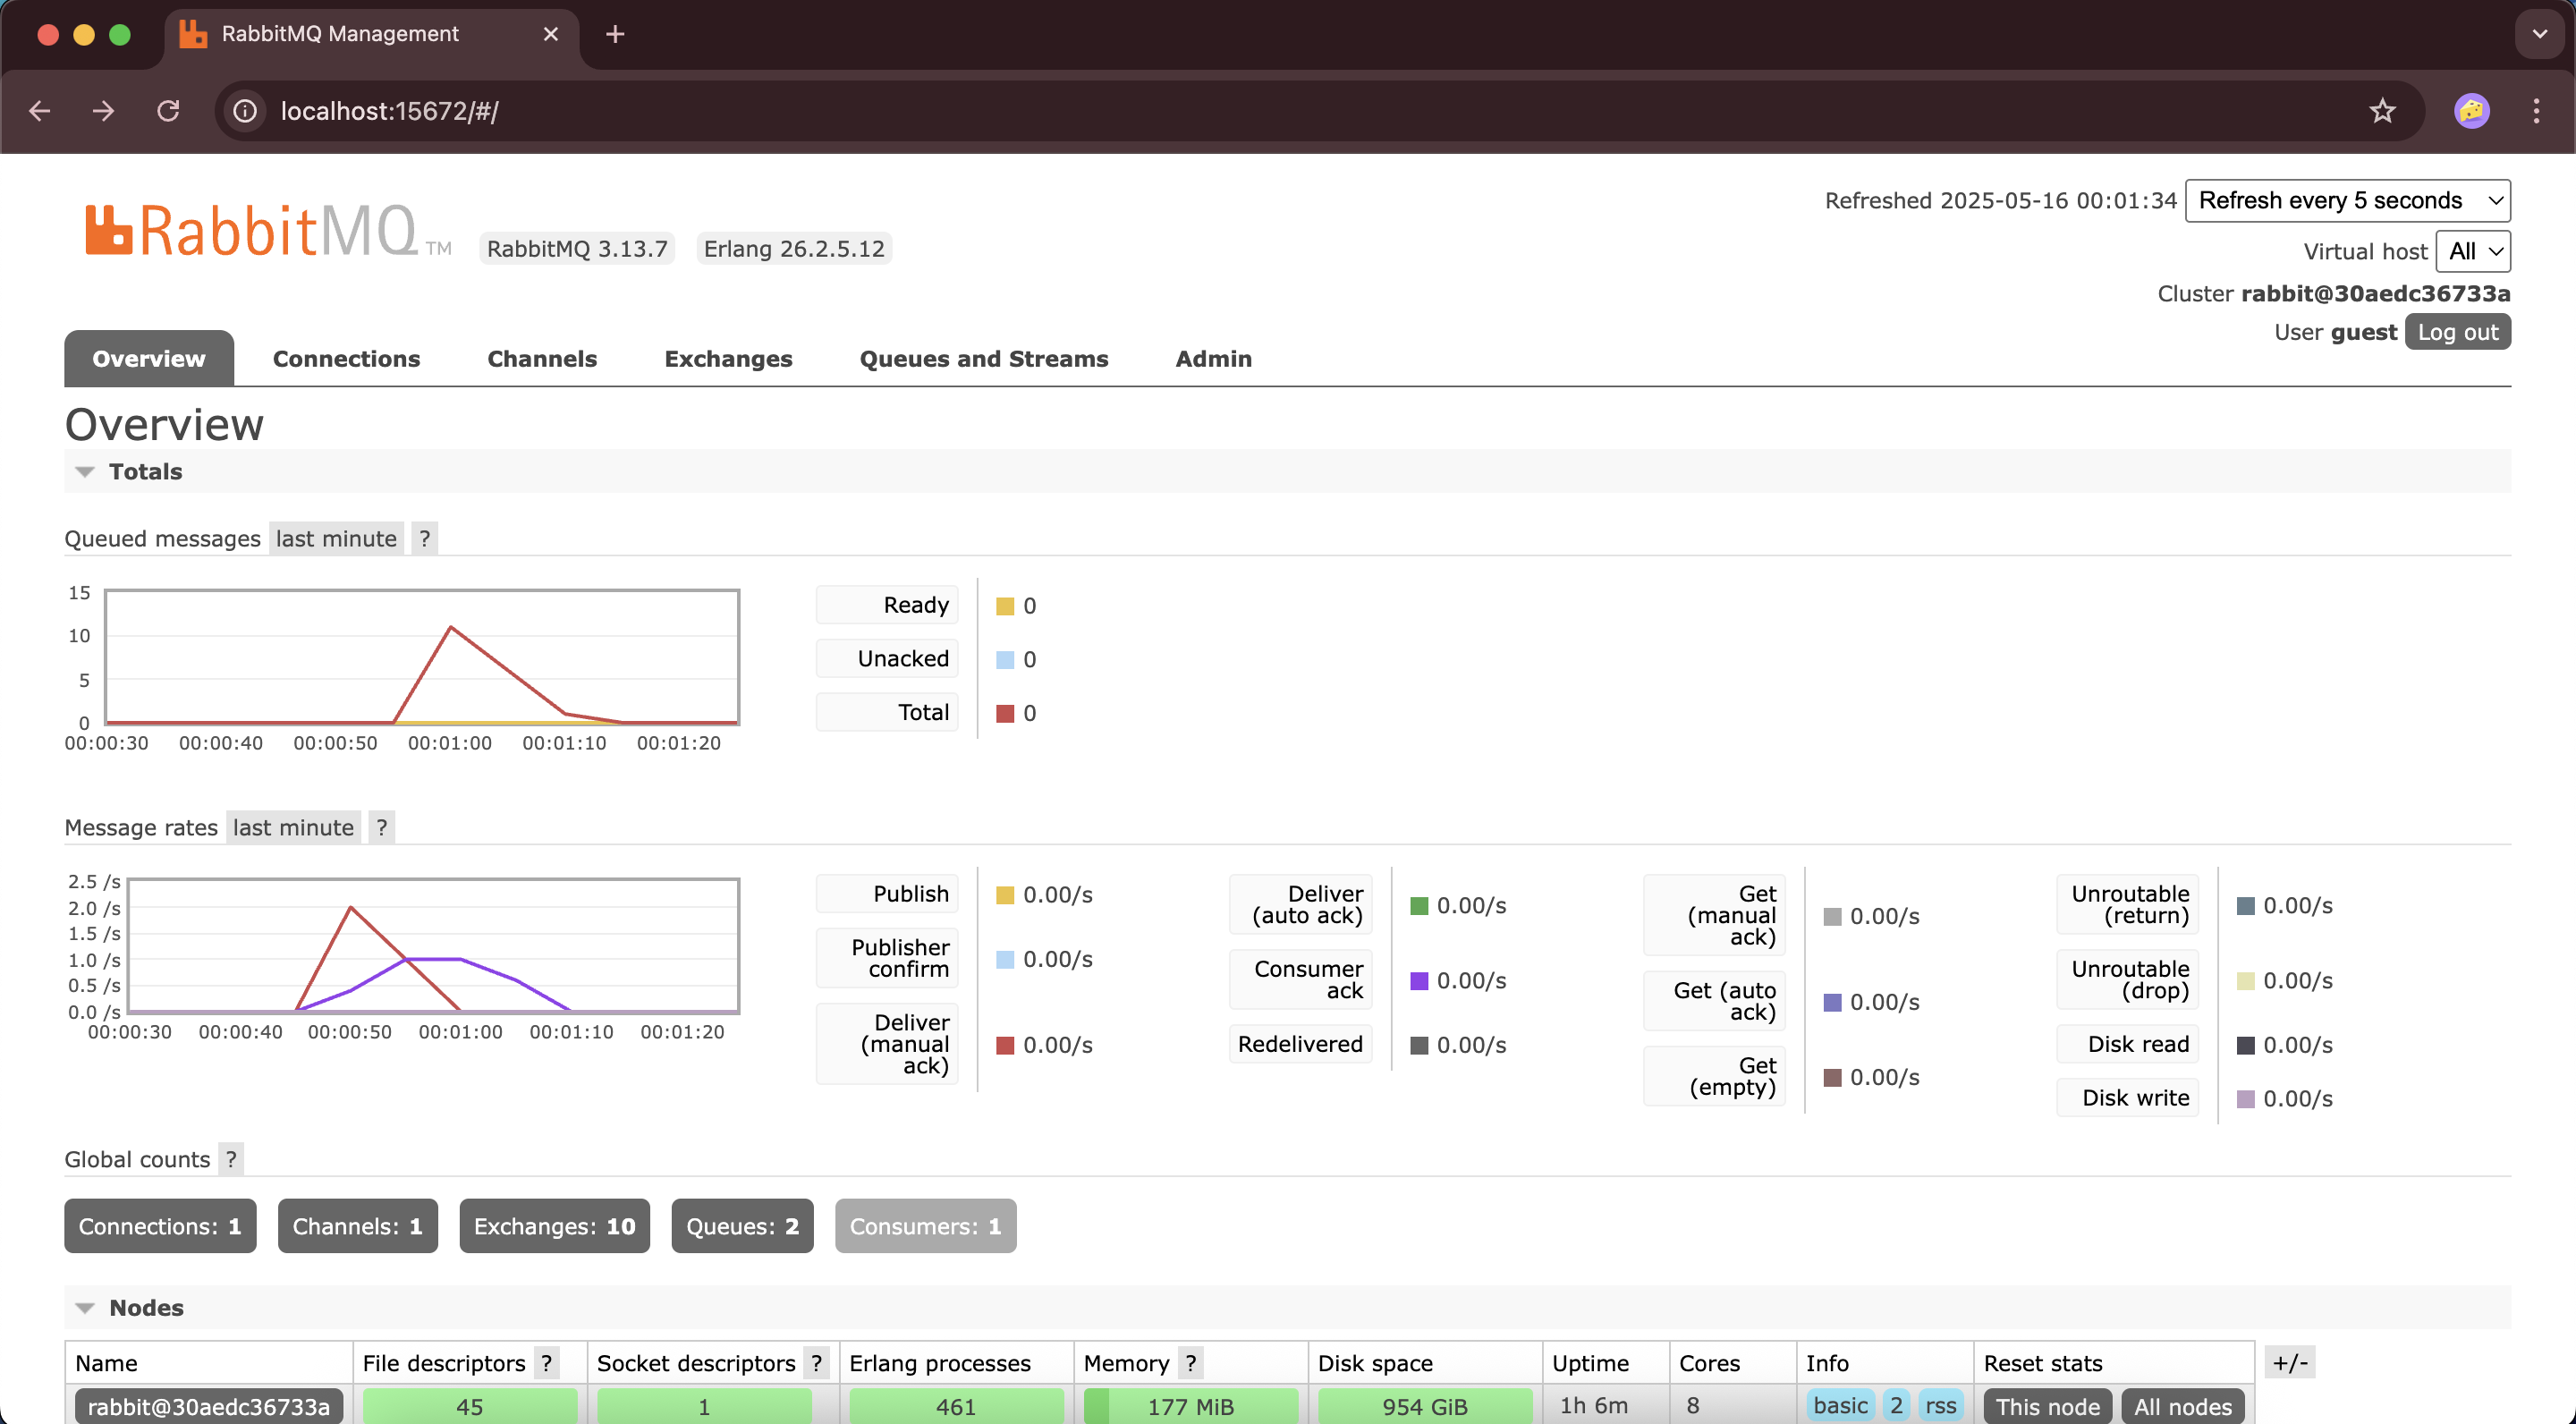 RabbitMQ Management
localhost:15672/#/
Refreshed 2025-05-16 00:01:34 Refresh every 5 seconds
RabbitMQ TM RabbitMQ 3.13.7 Erlang 26.2.5.12
Virtual host All
Cluster rabbit@30aedc36733a
User guest Log out
Overview Connections Channels Exchanges Queues and Streams Admin
Overview
Totals
Queued messages last minute ?
15
10
5
0
00:00:30 00:00:40 00:00:50 00:01:00 00:01:10 00:01:20
Ready 0
Unacked 0
Total 0
Message rates last minute ?
2.5 /s
2.0 /s
1.5 /s
1.0 /s
0.5 /s
0.0 /s
00:00:30 00:00:40 00:00:50 00:01:00 00:01:10 00:01:20
Publish 0.00/s
Publisher
confirm 0.00/s
Deliver
(manual
ack) 0.00/s
Deliver
(auto ack) 0.00/s
Consumer
ack 0.00/s
Redelivered 0.00/s
Get
(manual
ack) 0.00/s
Get (auto
ack) 0.00/s
Get
(empty) 0.00/s
Unroutable
(return) 0.00/s
Unroutable
(drop) 0.00/s
Disk read 0.00/s
Disk write 0.00/s
Global counts ?
Connections: 1 Channels: 1 Exchanges: 10 Queues: 2 Consumers: 1
Nodes
Name File descriptors ? Socket descriptors ? Erlang processes Memory ? Disk space Uptime Cores Info Reset stats +/-
rabbit@30aedc36733a 45 1 461 177 MiB 954 GiB 1h 6m 8 basic 2 rss This node All nodes